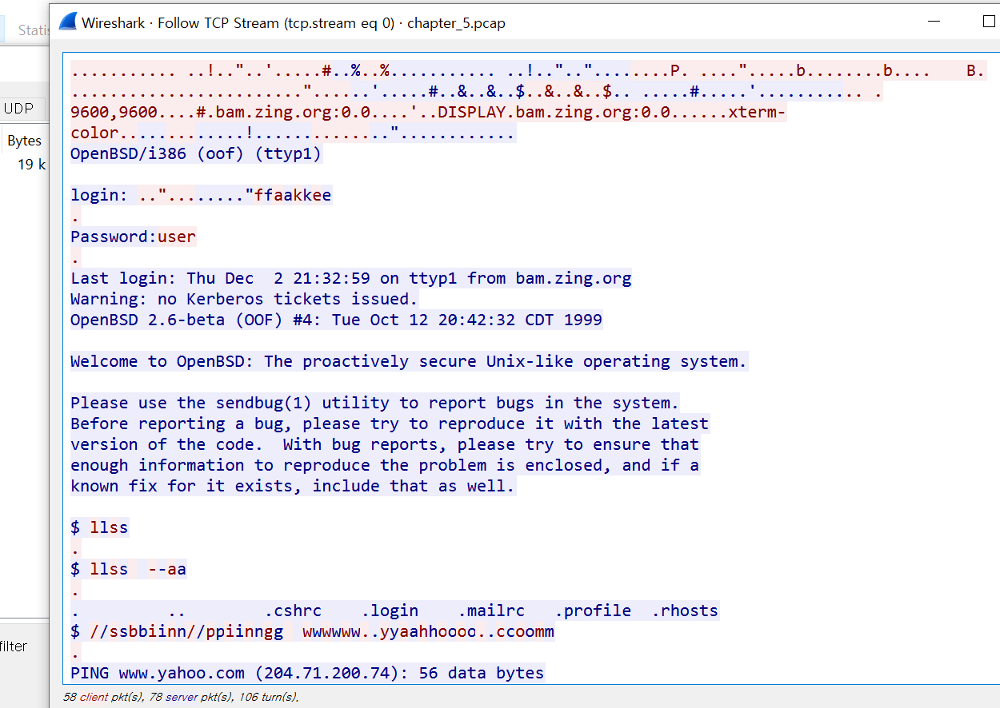 Statis
Wireshark · Follow TCP Stream (tcp.stream eq 0) · chapter_5.pcap
UDP
Bytes
19 k
filter
........... ..!.."..'.....#..%..%........... ..!..".."........P. ....".....b........b.... B.
........................"......'.....#..&..&..$..&..&..$.. .....#.....'........... .
9600,9600....#.bam.zing.org:0.0....'..DISPLAY.bam.zing.org:0.0......xterm-
color.............!.............."............
OpenBSD/i386 (oof) (ttyp1)
login: .."........"ffaakkee
.
Password:user
.
Last login: Thu Dec  2 21:32:59 on ttyp1 from bam.zing.org
Warning: no Kerberos tickets issued.
OpenBSD 2.6-beta (OOF) #4: Tue Oct 12 20:42:32 CDT 1999
Welcome to OpenBSD: The proactively secure Unix-like operating system.
Please use the sendbug(1) utility to report bugs in the system.
Before reporting a bug, please try to reproduce it with the latest
version of the code.  With bug reports, please try to ensure that
enough information to reproduce the problem is enclosed, and if a
known fix for it exists, include that as well.
$ llss
.
$ llss  --aa
.
.         ..        .cshrc    .login    .mailrc   .profile  .rhosts
$ //ssbbiinn//ppiinngg  wwwwww..yyaahhoooo..ccoomm
.
PING www.yahoo.com (204.71.200.74): 56 data bytes
58 client pkt(s), 78 server pkt(s), 106 turn(s).